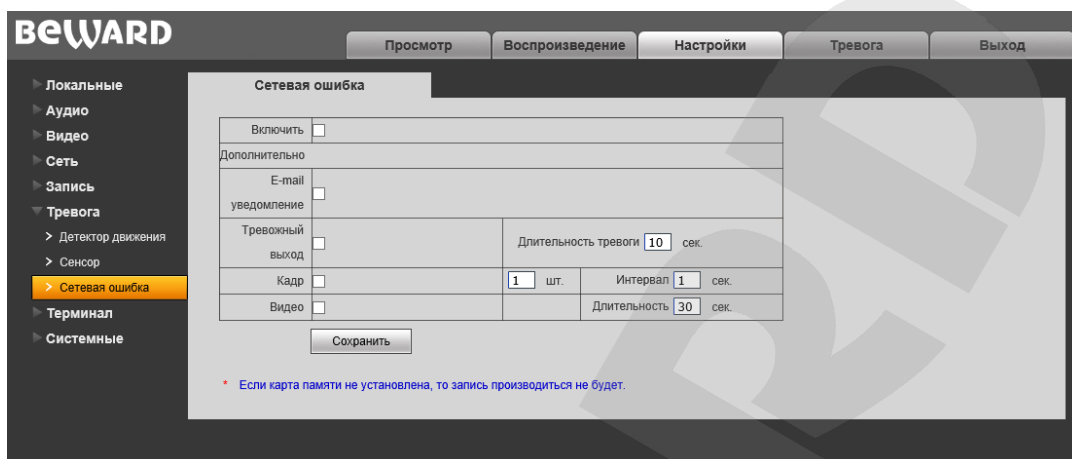 BEWARD
Просмотр Воспроизведение Настройки Тревога Выход
Локальные
Аудио
Видео
Сеть
Запись
Тревога
Детектор движения
Сенсор
Сетевая ошибка
Терминал
Системные
Сетевая ошибка
Включить
Дополнительно
E-mail
уведомление
Тревожный
выход
Длительность тревоги 10 сек.
Кадр 1 шт. Интервал 1 сек.
Видео Длительность 30 сек.
Сохранить
* Если карта памяти не установлена, то запись производиться не будет.